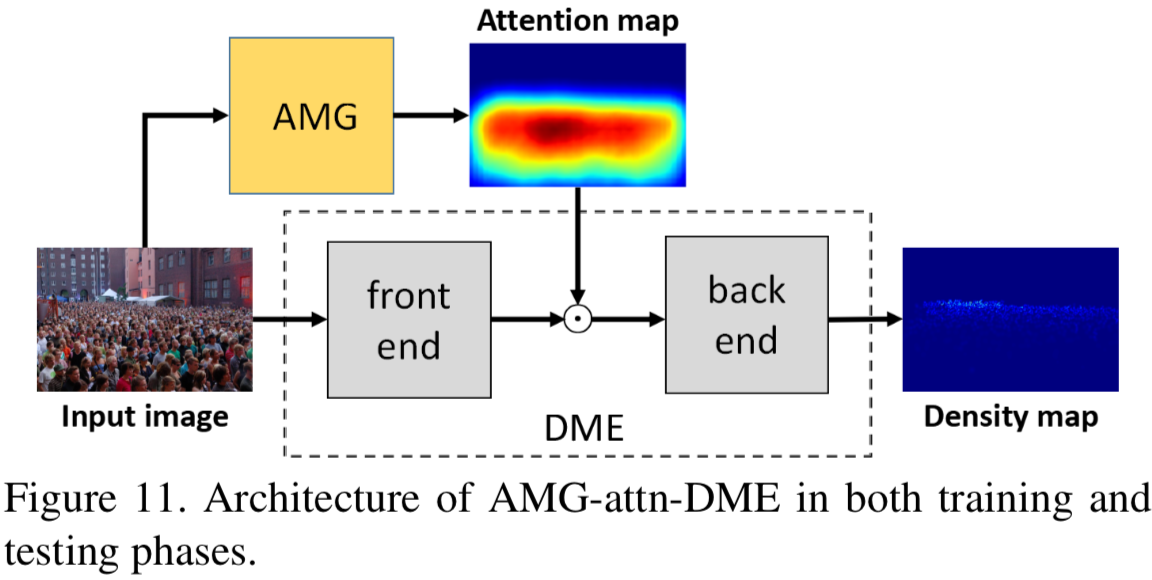 Attention map
AMG
front
end
back
end
DME
Input image
Density map
Figure 11. Architecture of AMG-attn-DME in both training and
testing phases.